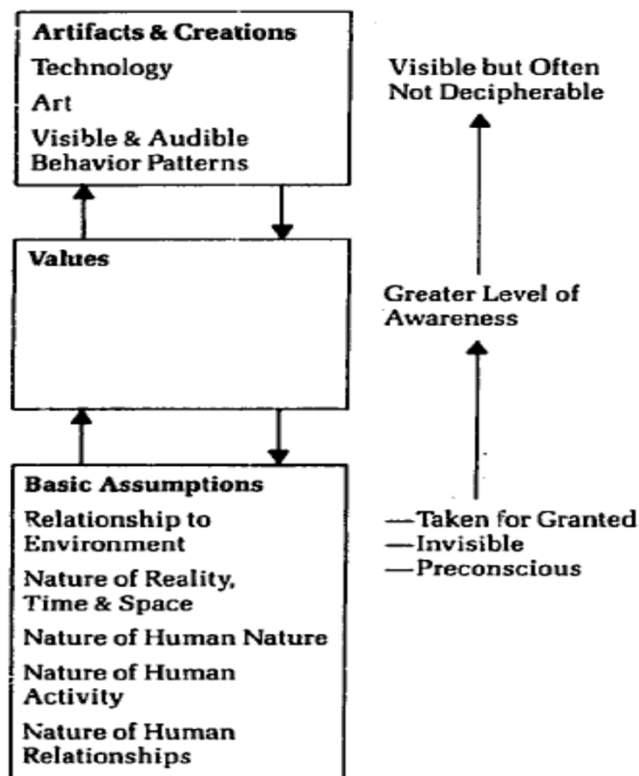 Artifacts & Creations
Technology
Art
Visible & Audible
Behavior Patterns
Visible but Often
Not Decipherable
Values
Greater Level of
Awareness
Basic Assumptions
Relationship to
Environment
Nature of Reality,
Time & Space
Nature of Human Nature
Nature of Human
Activity
Nature of Human
Relationships
—Taken for Granted
—Invisible
—Preconscious